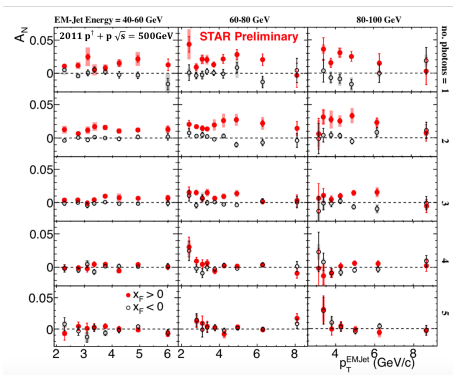 EM-Jet Energy = 40-60 GeV 60-80 GeV 80-100 GeV
A_N
2011 p↑ + p √s = 500GeV
STAR Preliminary
no. photons = 1
0.05
0
2
0.05
0
3
0.05
0
4
0.05
0
5
0.05
0
x_F > 0
x_F < 0
2 3 4 5 6 2 4 6 8 4 6 8
p_T^EMJet (GeV/c)